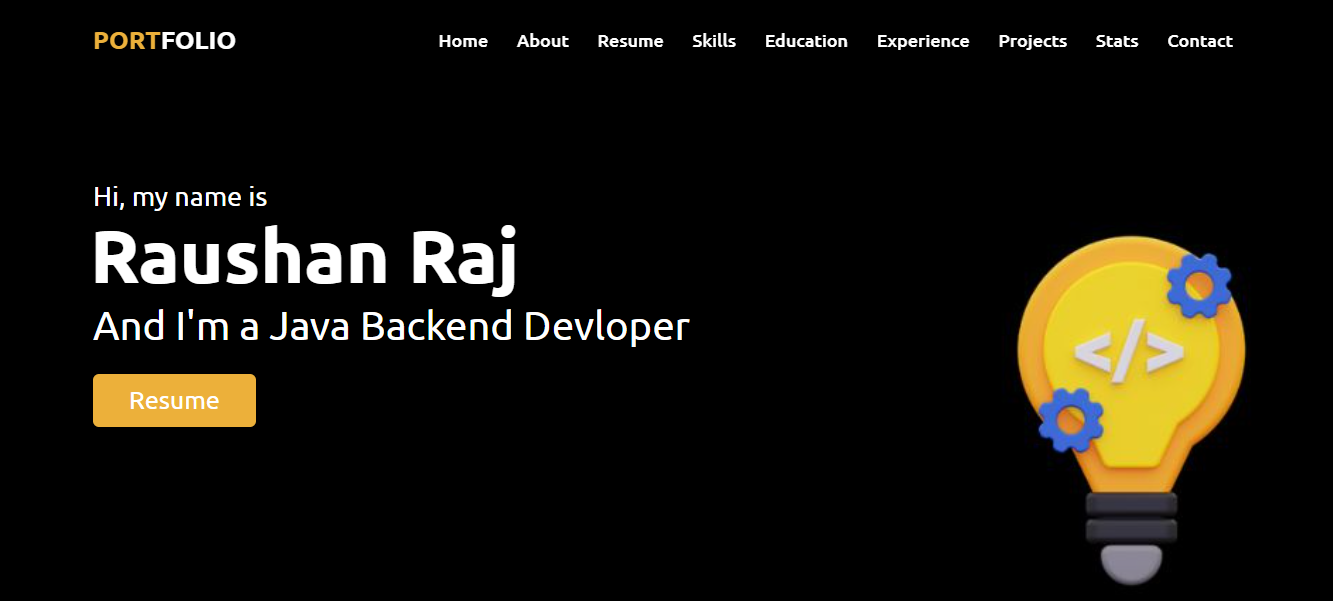 PORTFOLIO
Home About Resume Skills Education Experience Projects Stats Contact
Hi, my name is
Raushan Raj
And I'm a Java Backend Devloper
Resume
</>